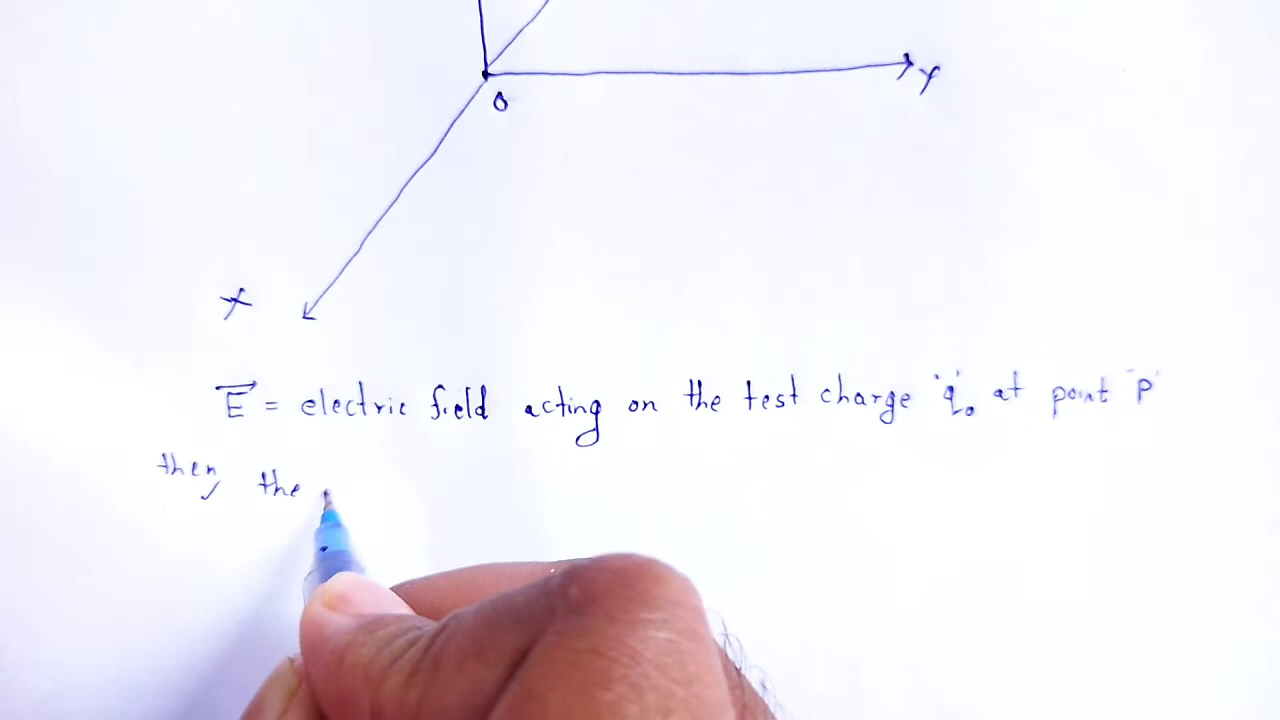 Y
O
X
E = electric field acting on the test charge 'q₀ at point 'P'
then, the